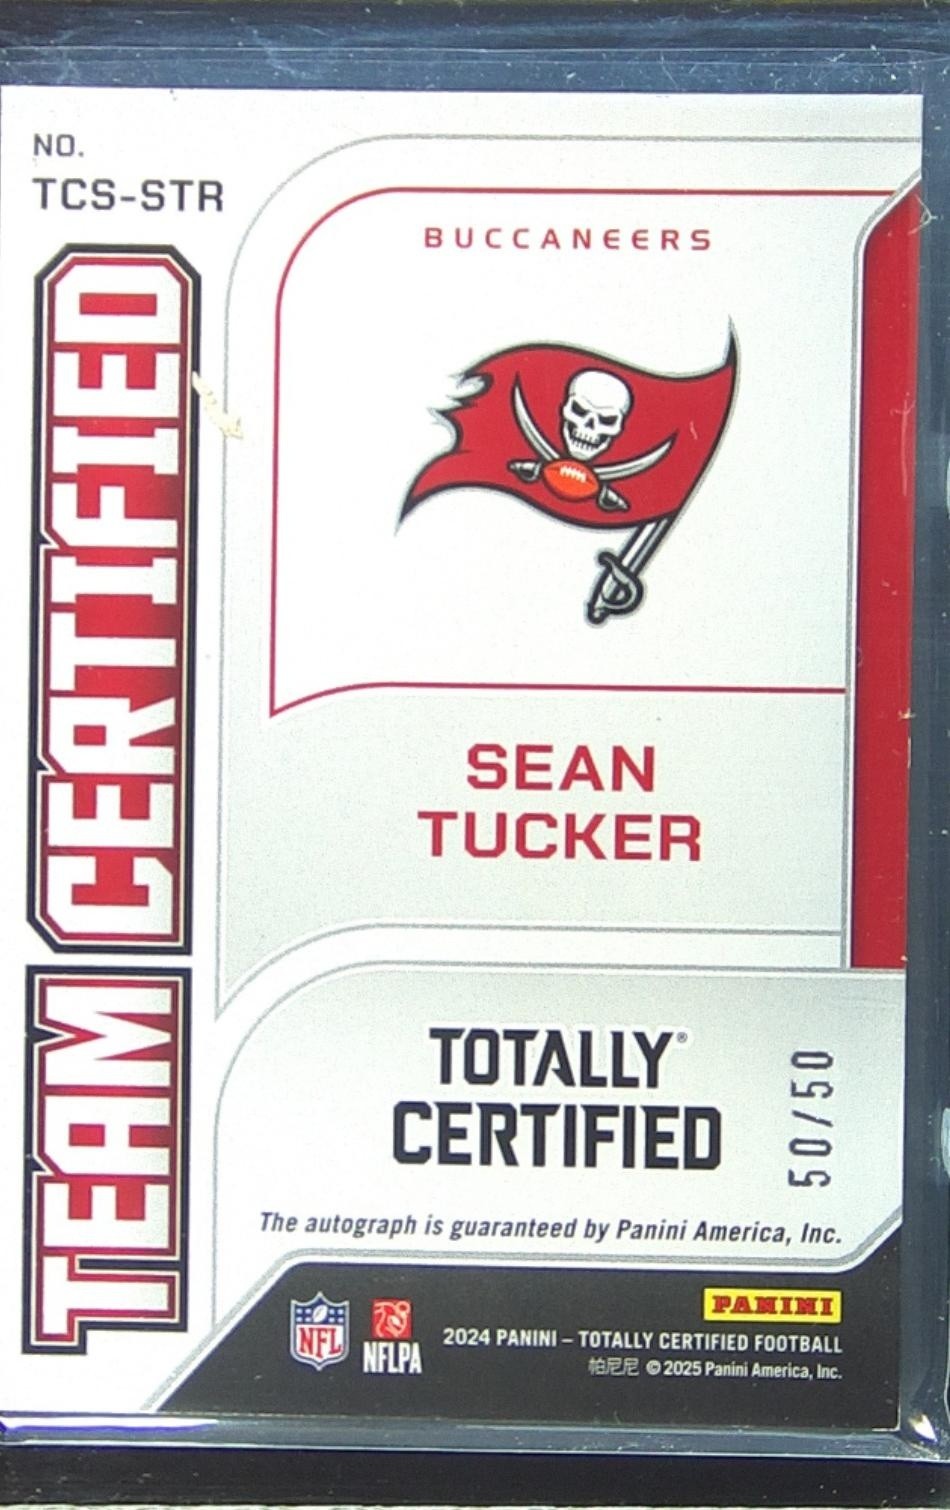 NO.
TCS-STR
TEAM CERTIFIED
BUCCANEERS
SEAN
TUCKER
TOTALLY®
CERTIFIED
50/50
The autograph is guaranteed by Panini America, Inc.
PANINI
NFL
NFLPA
2024 PANINI – TOTALLY CERTIFIED FOOTBALL
帕尼尼 © 2025 Panini America, Inc.